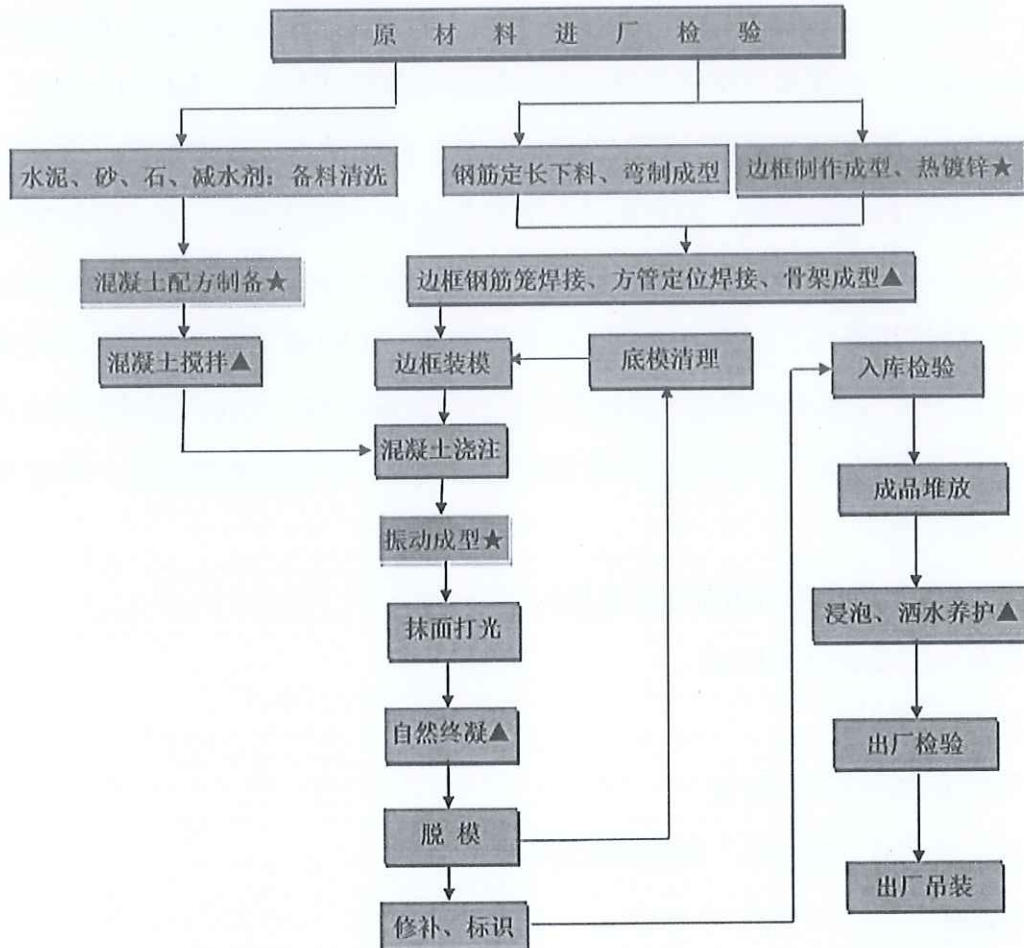 原材料进厂检验
水泥、砂、石、减水剂：备料清洗
钢筋定长下料、弯制成型
边框制作成型、热镀锌★
混凝土配方制备★
边框钢筋笼焊接、方管定位焊接、骨架成型▲
混凝土搅拌▲
边框装模
底模清理
入库检验
混凝土浇注
成品堆放
振动成型★
抹面打光
浸泡、洒水养护▲
自然终凝▲
出厂检验
脱模
出厂吊装
修补、标识